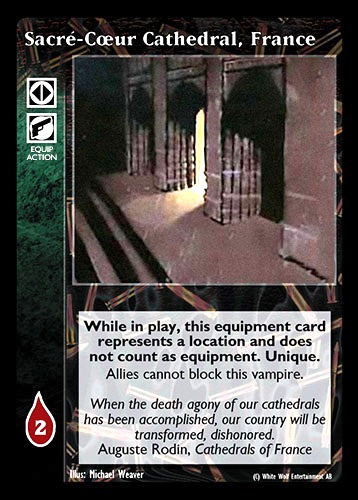 Sacré-Cœur Cathedral, France
EQUIP
ACTION
While in play, this equipment card
represents a location and does
not count as equipment. Unique.
Allies cannot block this vampire.
When the death agony of our cathedrals
has been accomplished, our country will be
transformed, dishonored.
Auguste Rodin, Cathedrals of France
2
Illus: Michael Weaver
(C) White Wolf Entertainment AB